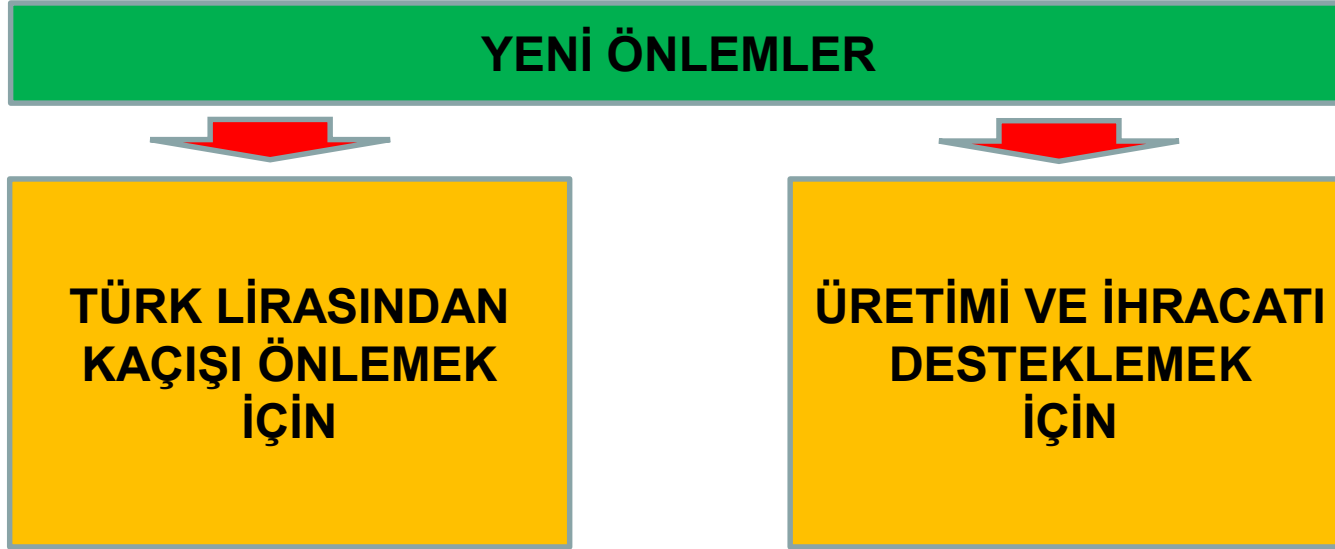 YENİ ÖNLEMLER
TÜRK LİRASINDAN
KAÇIŞI ÖNLEMEK
İÇİN
ÜRETİMİ VE İHRACATI
DESTEKLEMEK
İÇİN